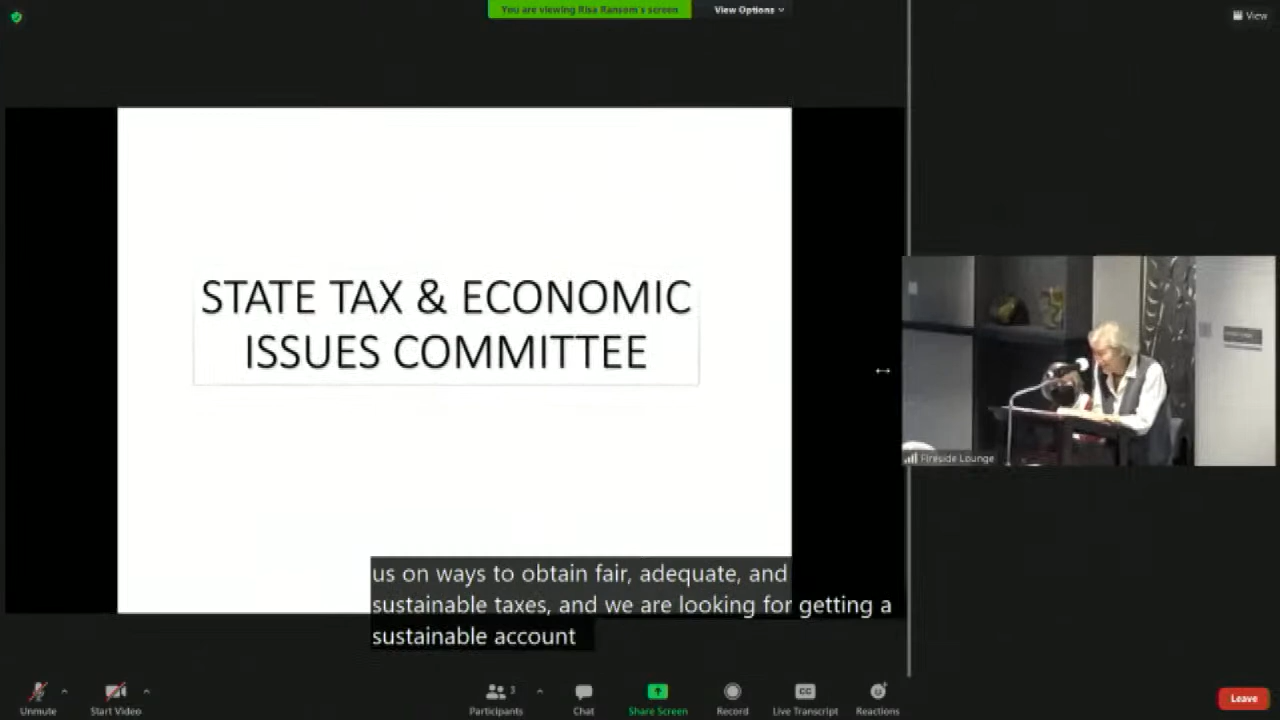 You are viewing Risa Ransom's screen
View Options
View
STATE TAX & ECONOMIC
ISSUES COMMITTEE
Fireside Lounge
us on ways to obtain fair, adequate, and
sustainable taxes, and we are looking for getting a
sustainable account
Unmute
Start Video
Participants
3
Chat
Share Screen
Record
CC
Live Transcript
Reactions
Leave